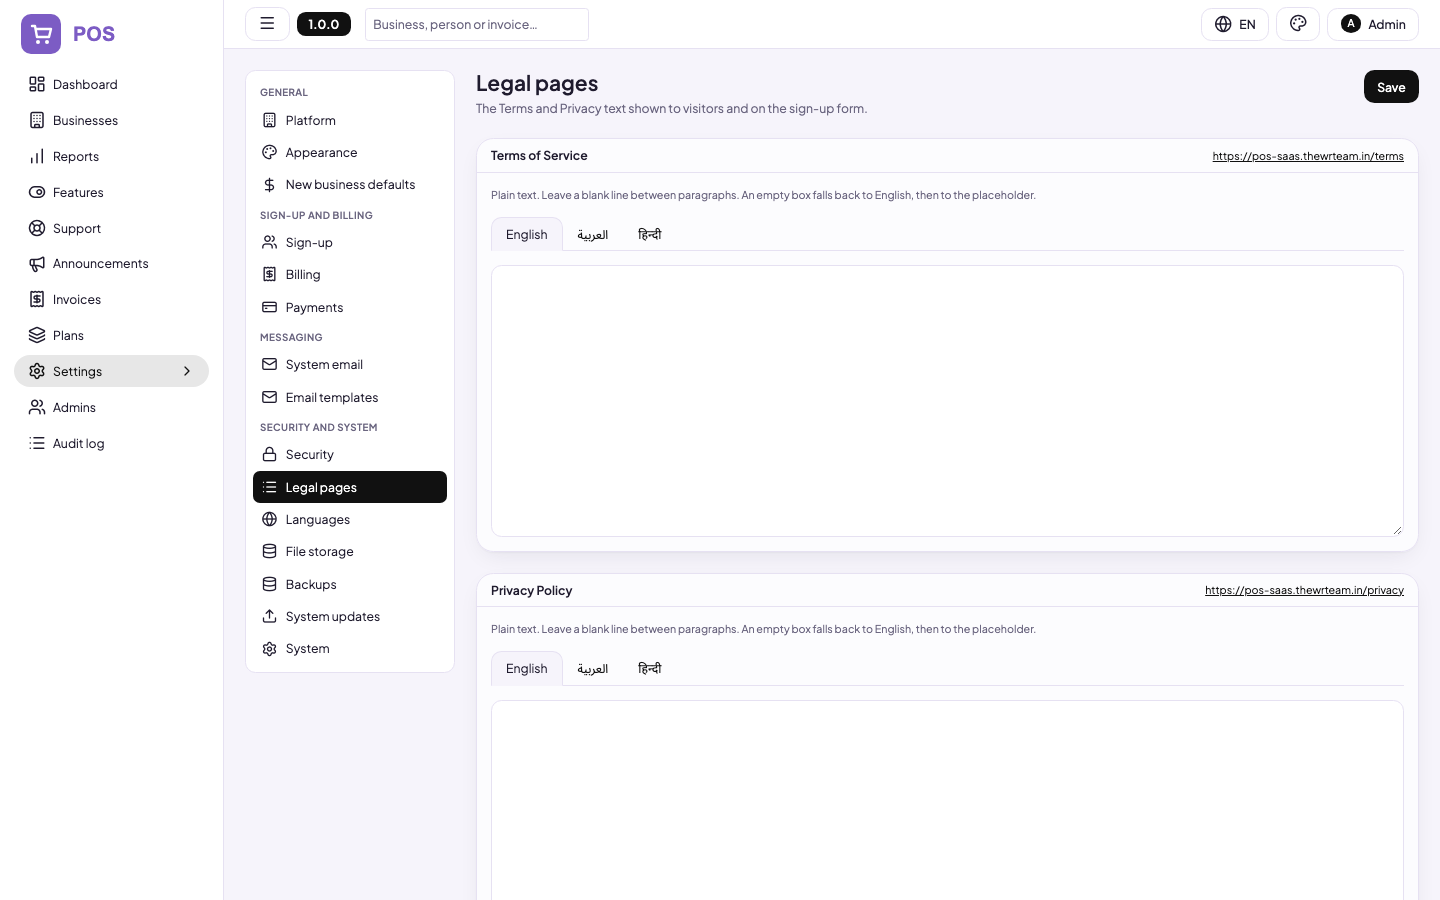 POS
Dashboard
Businesses
Reports
Features
Support
Announcements
Invoices
Plans
Settings
Admins
Audit log
1.0.0
Business, person or invoice…
EN
A
Admin
GENERAL
Platform
Appearance
New business defaults
SIGN-UP AND BILLING
Sign-up
Billing
Payments
MESSAGING
System email
Email templates
SECURITY AND SYSTEM
Security
Legal pages
Languages
File storage
Backups
System updates
System
Legal pages
The Terms and Privacy text shown to visitors and on the sign-up form.
Save
Terms of Service
https://pos-saas.thewrteam.in/terms
Plain text. Leave a blank line between paragraphs. An empty box falls back to English, then to the placeholder.
English
العربية
हिन्दी
Privacy Policy
https://pos-saas.thewrteam.in/privacy
Plain text. Leave a blank line between paragraphs. An empty box falls back to English, then to the placeholder.
English
العربية
हिन्दी